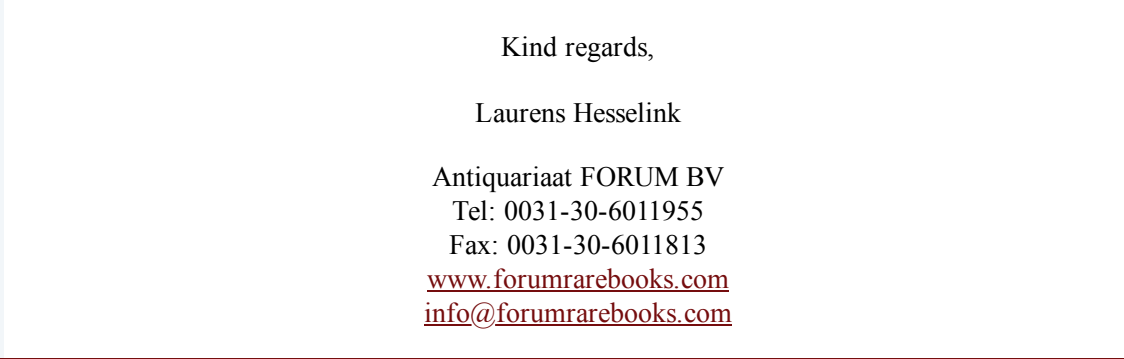 Kind regards,
Laurens Hesselink
Antiquariaat FORUM BV
Tel: 0031-30-6011955
Fax: 0031-30-6011813
www.forumrarebooks.com
info@forumrarebooks.com